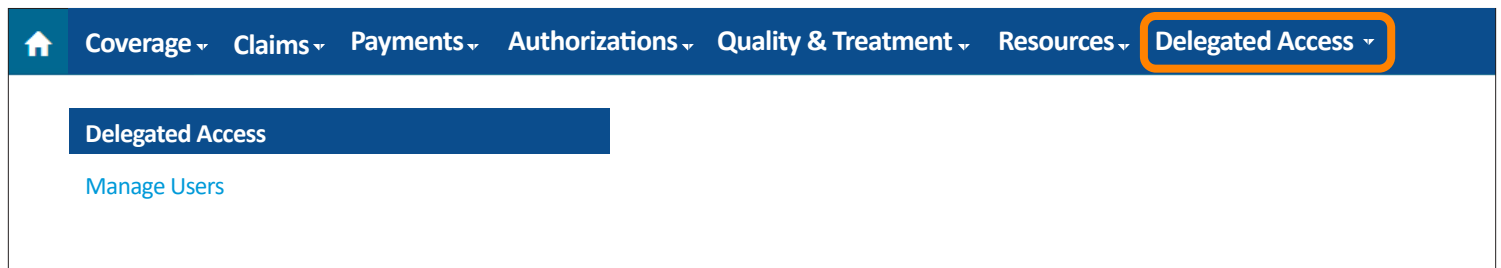 Coverage Claims Payments Authorizations Quality & Treatment Resources Delegated Access
Delegated Access
Manage Users